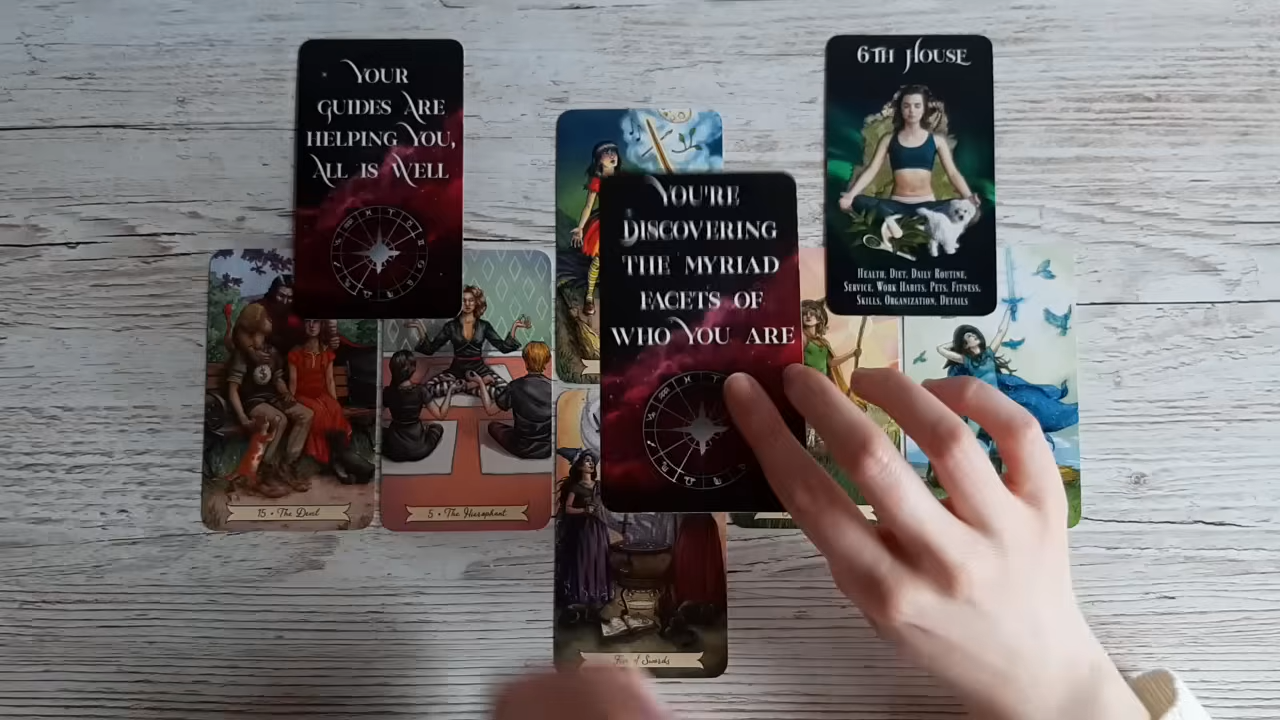 YOUR
GUIDES ARE
HELPING YOU,
ALL IS WELL
6TH HOUSE
HEALTH, DIET, DAILY ROUTINE,
SERVICE, WORK HABITS, PETS, FITNESS,
SKILLS, ORGANIZATION, DETAILS
YOU'RE
DISCOVERING
THE MYRIAD
FACETS OF
WHO YOU ARE
15 • The Devil
5 • The Hierophant
of Swords